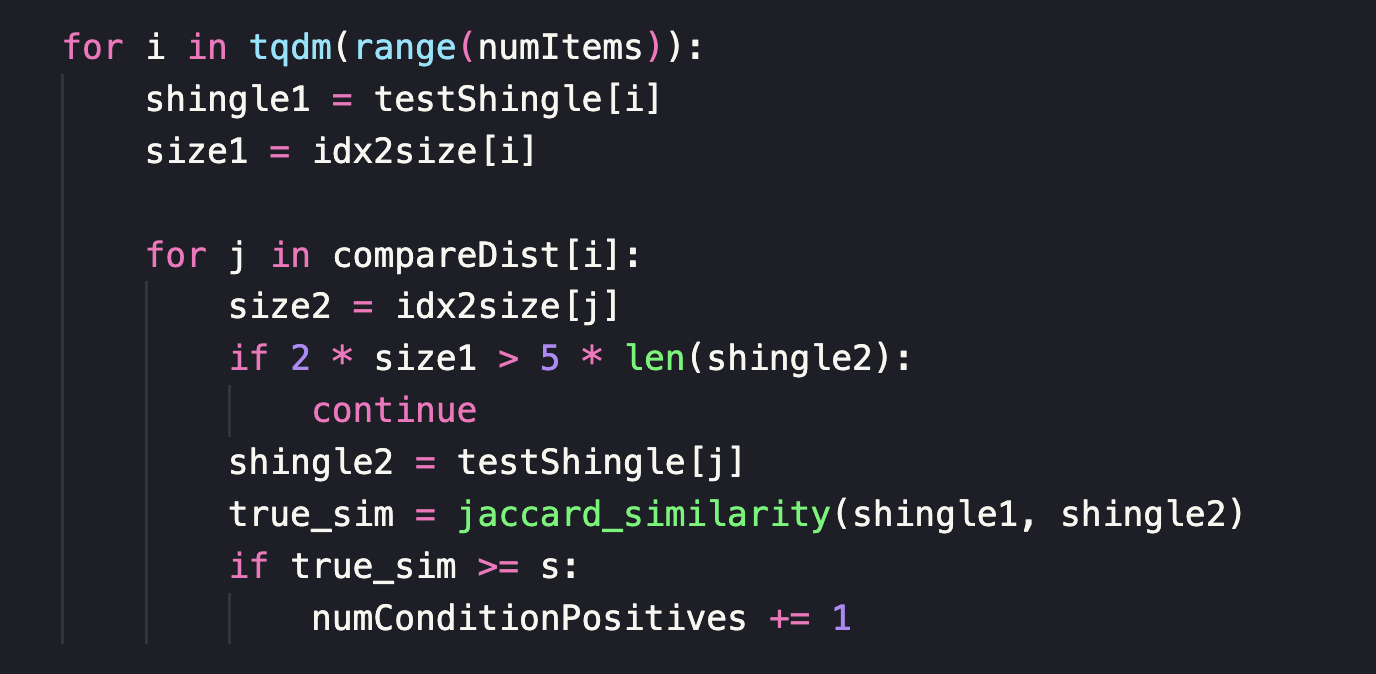 for i in tqdm(range(numItems)):
    shingle1 = testShingle[i]
    size1 = idx2size[i]

    for j in compareDist[i]:
        size2 = idx2size[j]
        if 2 * size1 > 5 * len(shingle2):
            continue
        shingle2 = testShingle[j]
        true_sim = jaccard_similarity(shingle1, shingle2)
        if true_sim >= s:
            numConditionPositives += 1